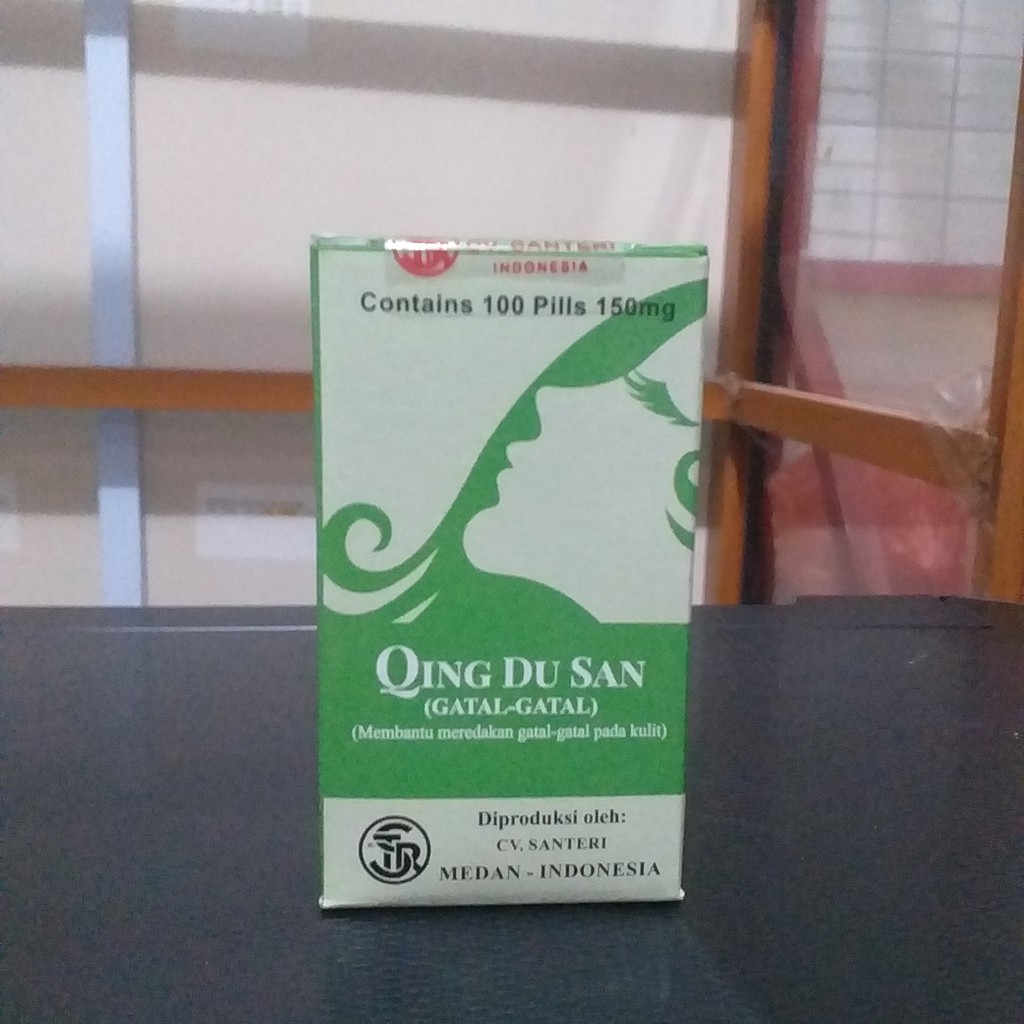 SANTERI
INDONESIA
Contains 100 Pills 150mg
QING DU SAN
(GATAL-GATAL)
(Membantu meredakan gatal-gatal pada kulit)
Diproduksi oleh:
CV. SANTERI
MEDAN - INDONESIA